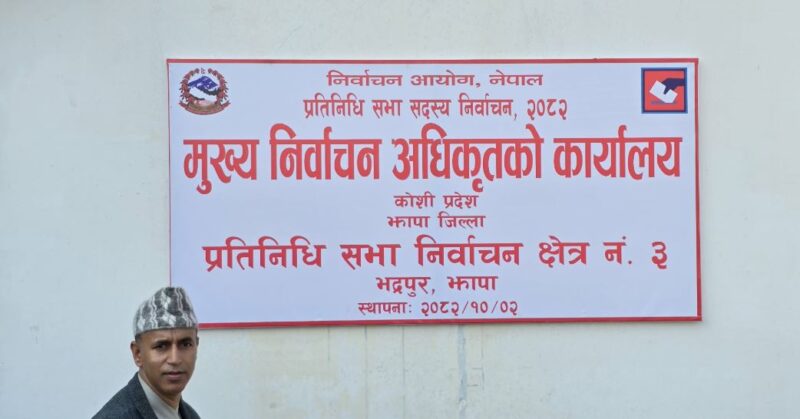 निर्वाचन आयोग, नेपाल
प्रतिनिधि सभा सदस्य निर्वाचन, २०८२
मुख्य निर्वाचन अधिकृतको कार्यालय
कोशी प्रदेश
झापा जिल्ला
प्रतिनिधि सभा निर्वाचन क्षेत्र नं. ३
भद्रपुर, झापा
स्थापनाः २०८२/१०/०२